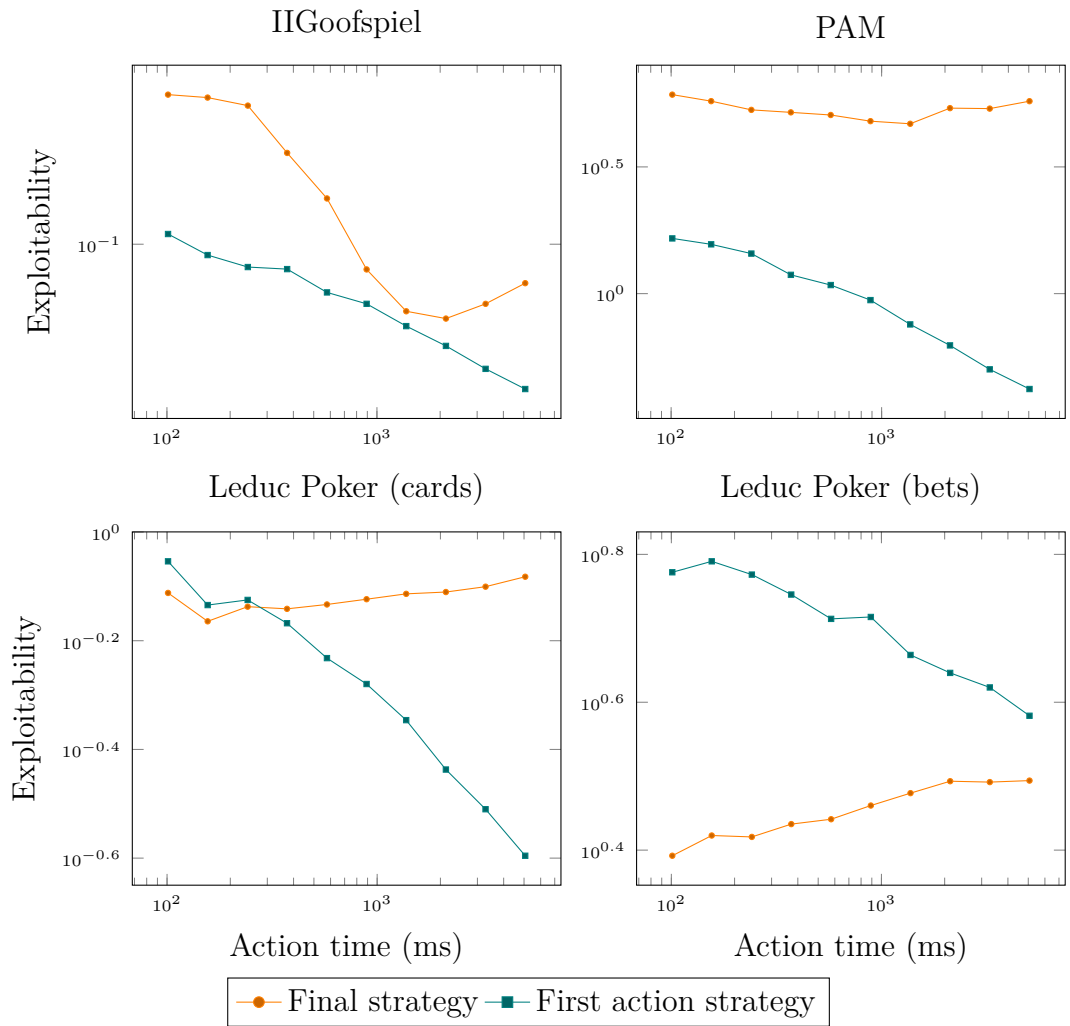 IIGoofspiel
PAM
Exploitability
10^-1
10^2
10^3
10^0.5
10^0
10^2
10^3
Leduc Poker (cards)
Leduc Poker (bets)
Exploitability
10^0
10^-0.2
10^-0.4
10^-0.6
10^2
10^3
10^0.8
10^0.6
10^0.4
10^2
10^3
Action time (ms)
Action time (ms)
Final strategy
First action strategy